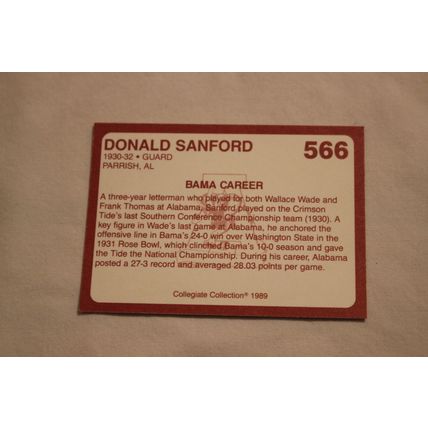 DONALD SANFORD
566
1930-32 • GUARD
PARRISH, AL
BAMA CAREER
A three-year letterman who played for both Wallace Wade and
Frank Thomas at Alabama, Sanford played on the Crimson
Tide's last Southern Conference Championship team (1930). A
key figure in Wade's last game at Alabama, he anchored the
offensive line in Bama's 24-0 win over Washington State in the
1931 Rose Bowl, which clinched Bama's 10-0 season and gave
the Tide the National Championship. During his career, Alabama
posted a 27-3 record and averaged 28.03 points per game.
Collegiate Collection® 1989